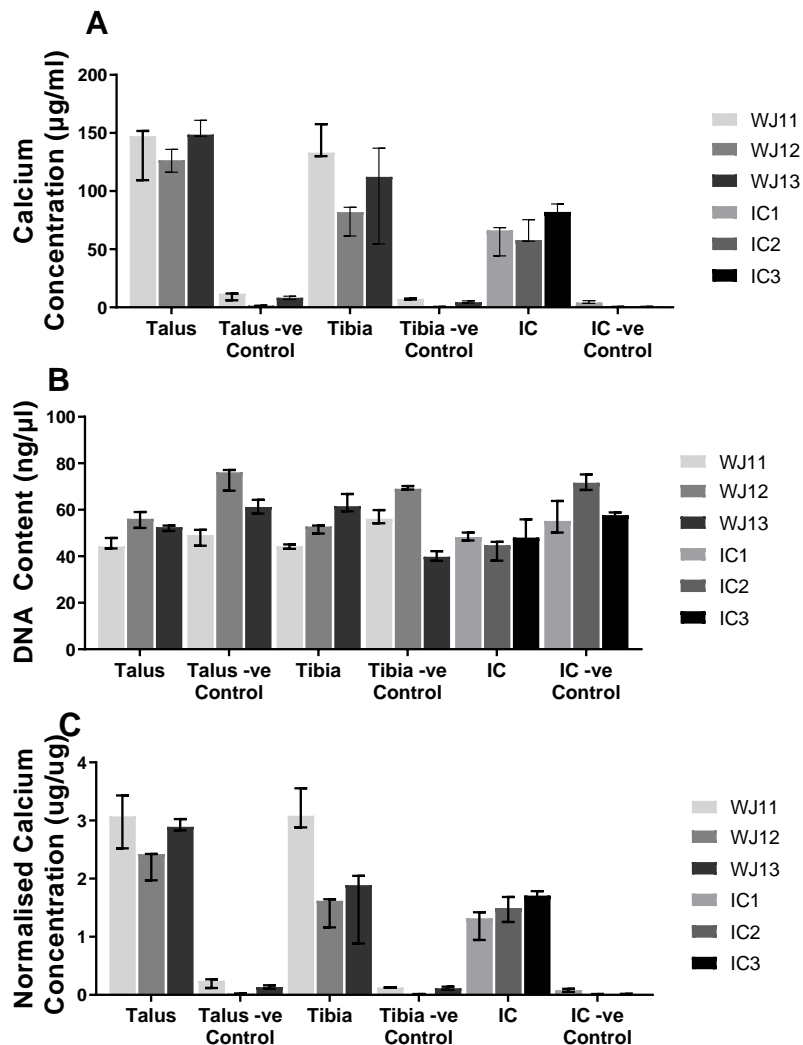 A
Calcium
Concentration (µg/ml)
200
150
100
50
0
Talus
Talus -ve
Control
Tibia
Tibia -ve
Control
IC
IC -ve
Control
WJ11
WJ12
WJ13
IC1
IC2
IC3
B
DNA Content (ng/µl)
100
80
60
40
20
0
Talus
Talus -ve
Control
Tibia
Tibia -ve
Control
IC
IC -ve
Control
WJ11
WJ12
WJ13
IC1
IC2
IC3
C
Normalised Calcium
Concentration (ug/ug)
4
3
2
1
0
Talus
Talus -ve
Control
Tibia
Tibia -ve
Control
IC
IC -ve
Control
WJ11
WJ12
WJ13
IC1
IC2
IC3